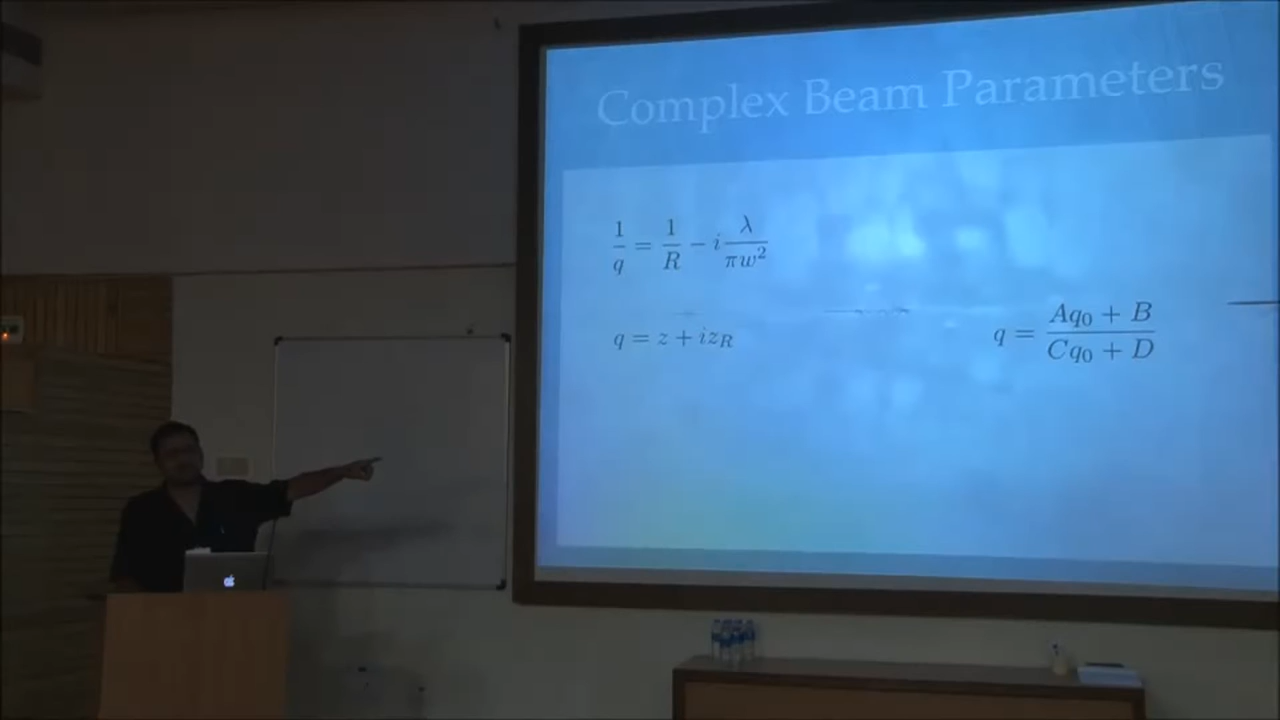 Complex Beam Parameters
1/q = 1/R − i λ/(πw²)
q = z + iz_R
q = (Aq₀ + B)/(Cq₀ + D)